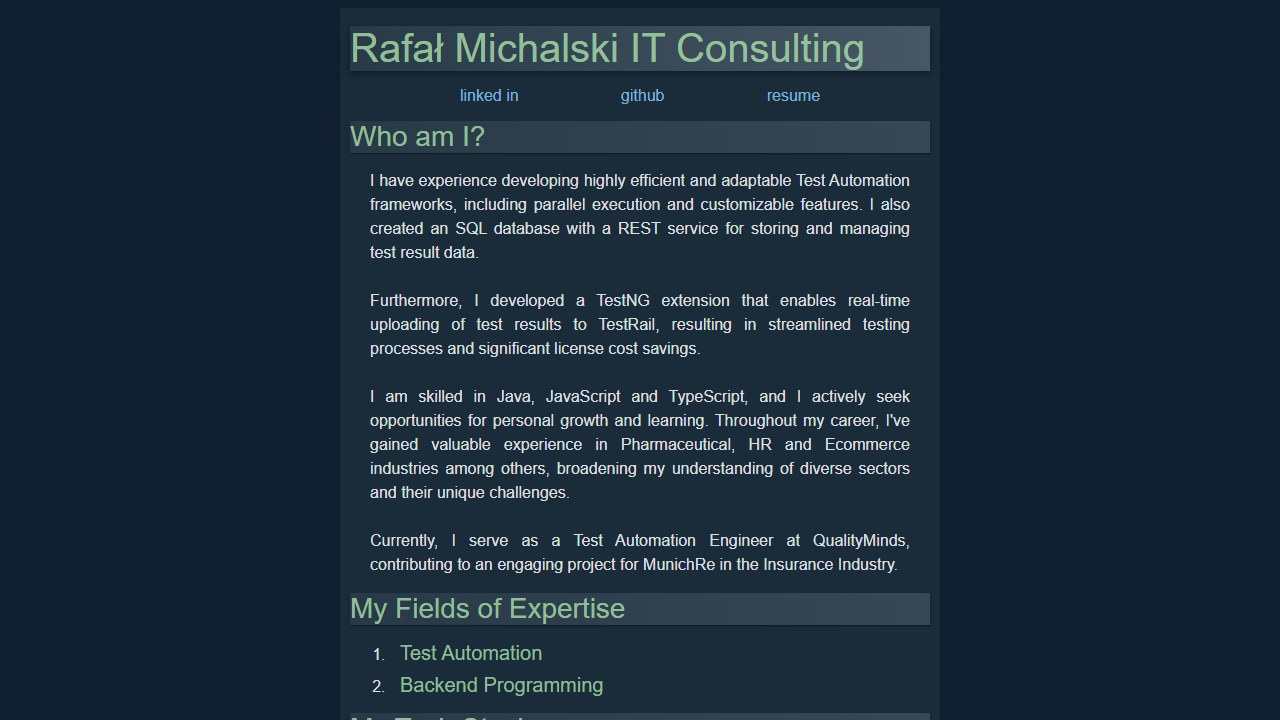 Rafał Michalski IT Consulting
linked in github resume
Who am I?
I have experience developing highly efficient and adaptable Test Automation
frameworks, including parallel execution and customizable features. I also
created an SQL database with a REST service for storing and managing
test result data.
Furthermore, I developed a TestNG extension that enables real-time
uploading of test results to TestRail, resulting in streamlined testing
processes and significant license cost savings.
I am skilled in Java, JavaScript and TypeScript, and I actively seek
opportunities for personal growth and learning. Throughout my career, I've
gained valuable experience in Pharmaceutical, HR and Ecommerce
industries among others, broadening my understanding of diverse sectors
and their unique challenges.
Currently, I serve as a Test Automation Engineer at QualityMinds,
contributing to an engaging project for MunichRe in the Insurance Industry.
My Fields of Expertise
1. Test Automation
2. Backend Programming